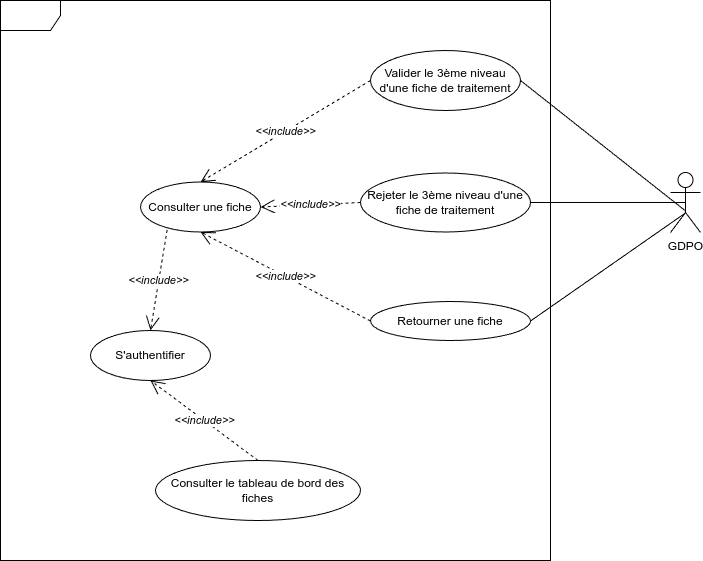 Valider le 3ème niveau
d'une fiche de traitement
<<include>>
Consulter une fiche
<<include>>
Rejeter le 3ème niveau d'une
fiche de traitement
GDPO
<<include>>
<<include>>
Retourner une fiche
S'authentifier
<<include>>
Consulter le tableau de bord des
fiches